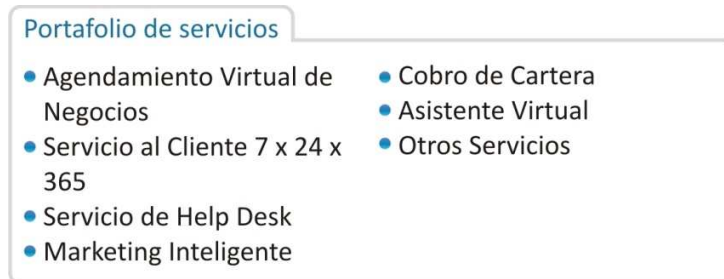 Portafolio de servicios
Agendamiento Virtual de
Negocios
Servicio al Cliente 7 x 24 x
365
Servicio de Help Desk
Marketing Inteligente
Cobro de Cartera
Asistente Virtual
Otros Servicios